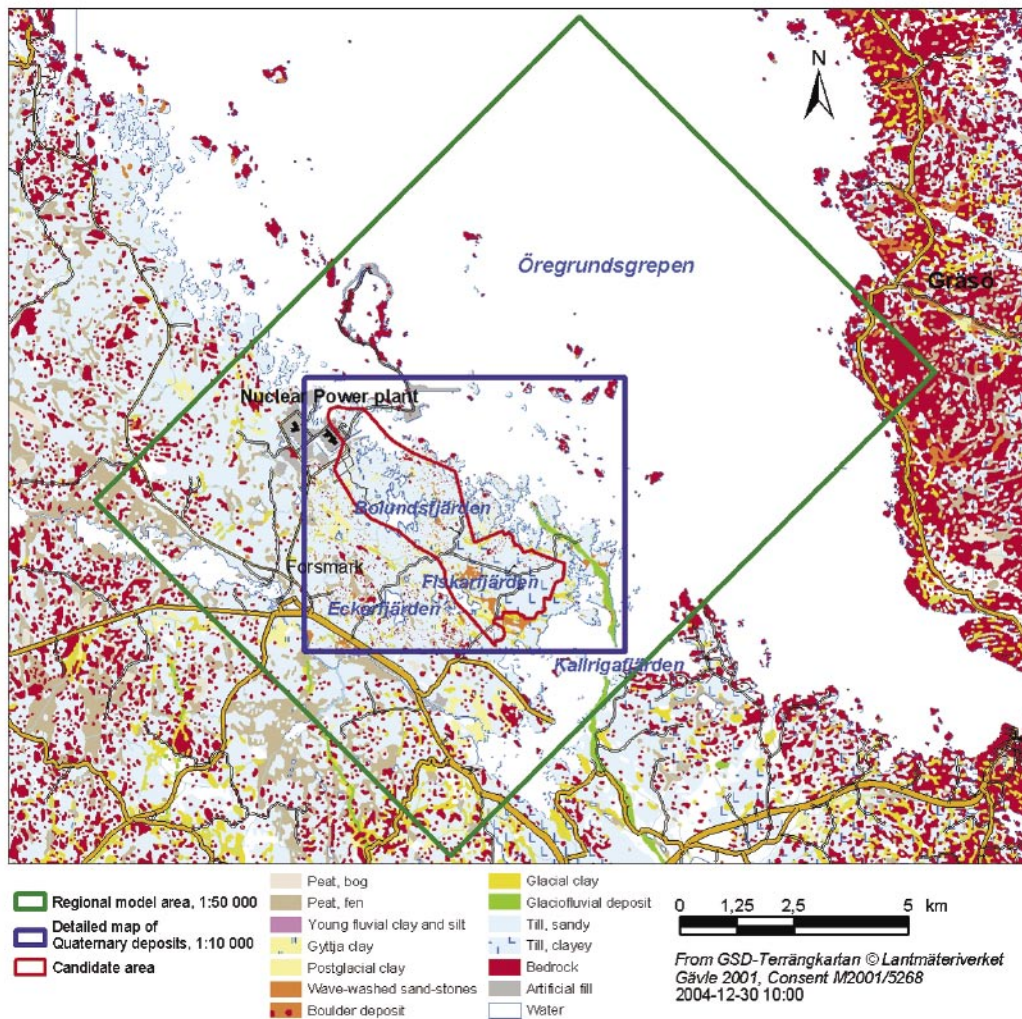 N
Öregrundsgrepen
Gräsö
Nuclear Power plant
Bolundsfjärden
Forsmark
Fiskarfjärden
Eckarfjärden
Kallrigafjärden
Regional model area, 1:50 000
Detailed map of
Quaternary deposits, 1:10 000
Candidate area
Peat, bog
Peat, fen
Young fluvial clay and silt
Gyttja clay
Postglacial clay
Wave-washed sand-stones
Boulder deposit
Glacial clay
Glaciofluvial deposit
Till, sandy
Till, clayey
Bedrock
Artificial fill
Water
0 1,25 2,5 5 km
From GSD-Terrängkartan © Lantmäteriverket
Gävle 2001, Consent M2001/5268
2004-12-30 10:00